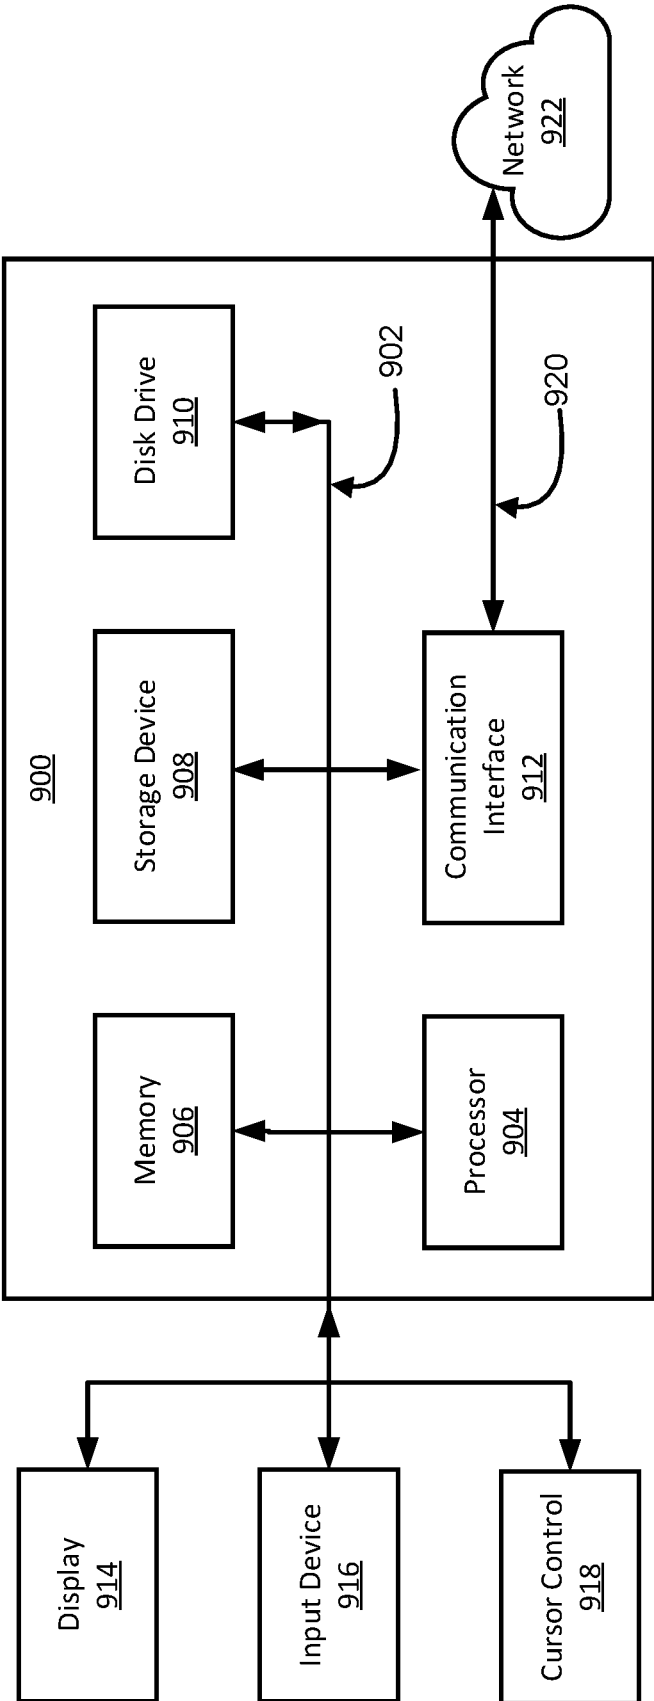 900
Display
914
Input Device
916
Cursor Control
918
Memory
906
Storage Device
908
Disk Drive
910
902
Processor
904
Communication
Interface
912
920
Network
922